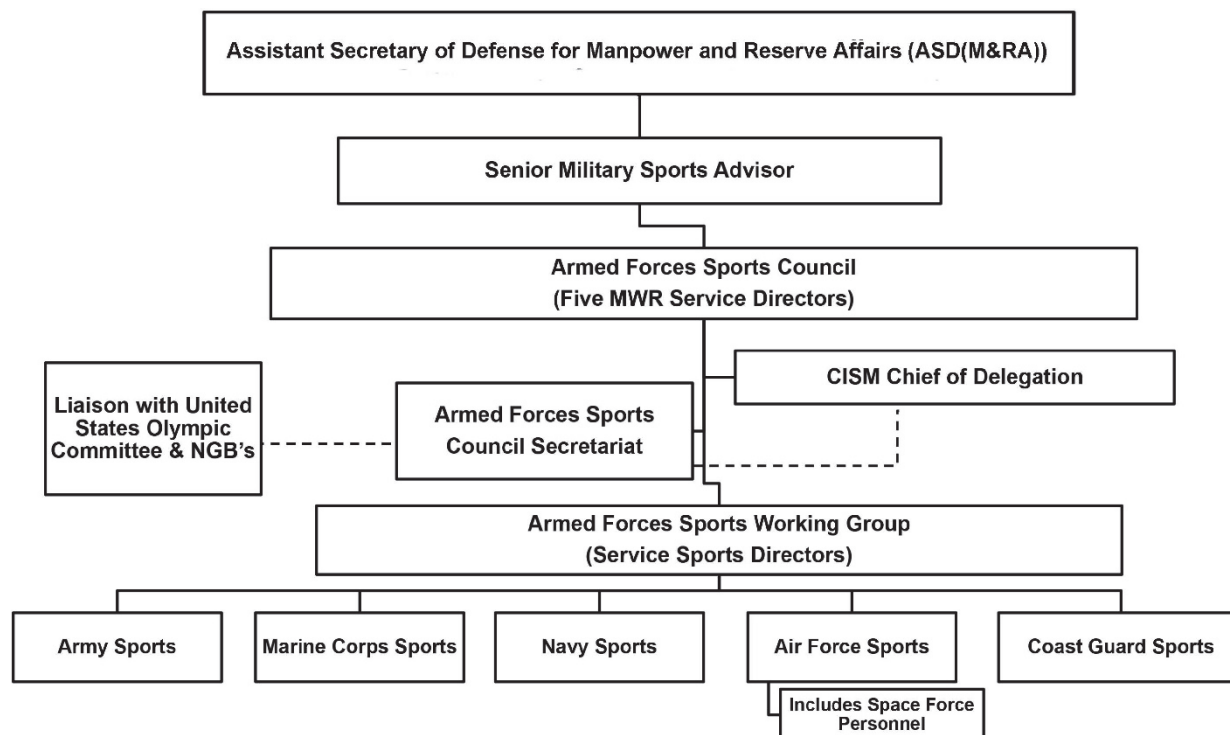 Assistant Secretary of Defense for Manpower and Reserve Affairs (ASD(M&RA))
Senior Military Sports Advisor
Armed Forces Sports Council
(Five MWR Service Directors)
CISM Chief of Delegation
Liaison with United
States Olympic
Committee & NGB's
Armed Forces Sports
Council Secretariat
Armed Forces Sports Working Group
(Service Sports Directors)
Army Sports
Marine Corps Sports
Navy Sports
Air Force Sports
Coast Guard Sports
Includes Space Force
Personnel